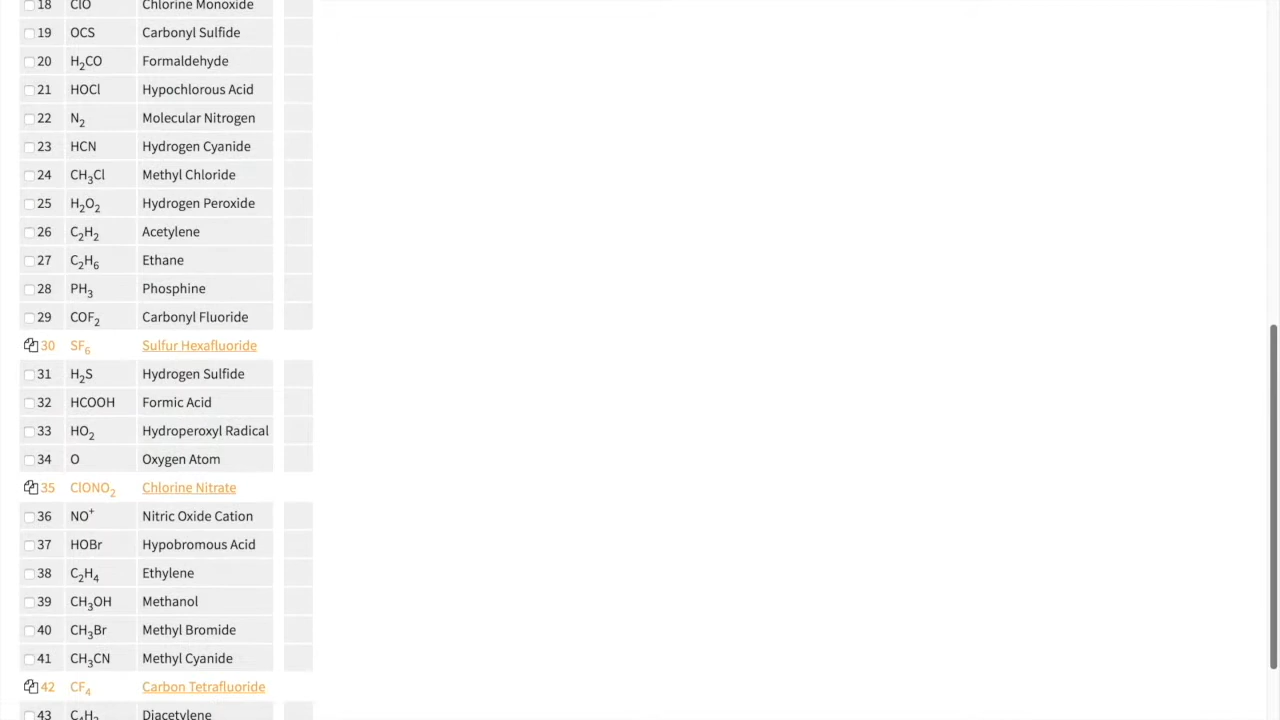 18 ClO Chlorine Monoxide
19 OCS Carbonyl Sulfide
20 H₂CO Formaldehyde
21 HOCl Hypochlorous Acid
22 N₂ Molecular Nitrogen
23 HCN Hydrogen Cyanide
24 CH₃Cl Methyl Chloride
25 H₂O₂ Hydrogen Peroxide
26 C₂H₂ Acetylene
27 C₂H₆ Ethane
28 PH₃ Phosphine
29 COF₂ Carbonyl Fluoride
30 SF₆ Sulfur Hexafluoride
31 H₂S Hydrogen Sulfide
32 HCOOH Formic Acid
33 HO₂ Hydroperoxyl Radical
34 O Oxygen Atom
35 ClONO₂ Chlorine Nitrate
36 NO⁺ Nitric Oxide Cation
37 HOBr Hypobromous Acid
38 C₂H₄ Ethylene
39 CH₃OH Methanol
40 CH₃Br Methyl Bromide
41 CH₃CN Methyl Cyanide
42 CF₄ Carbon Tetrafluoride
43 C₄H₂ Diacetylene